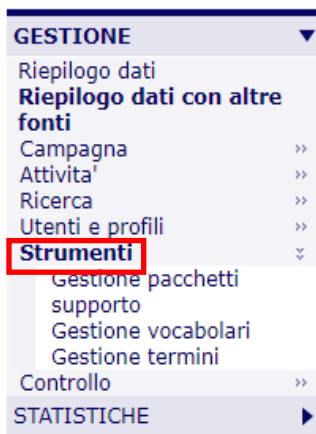 GESTIONE
Riepilogo dati
Riepilogo dati con altre
fonti
Campagna
Attivita'
Ricerca
Utenti e profili
Strumenti
Gestione pacchetti
supporto
Gestione vocabolari
Gestione termini
Controllo
STATISTICHE